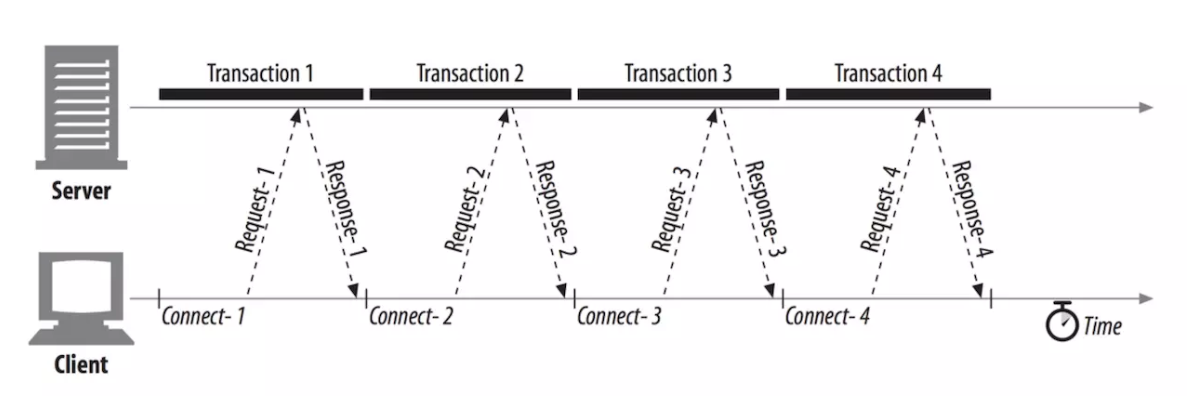 Transaction 1
Transaction 2
Transaction 3
Transaction 4
Server
Request- 1
Response- 1
Request- 2
Response- 2
Request- 3
Response- 3
Request- 4
Response- 4
Connect- 1
Connect- 2
Connect- 3
Connect- 4
Time
Client